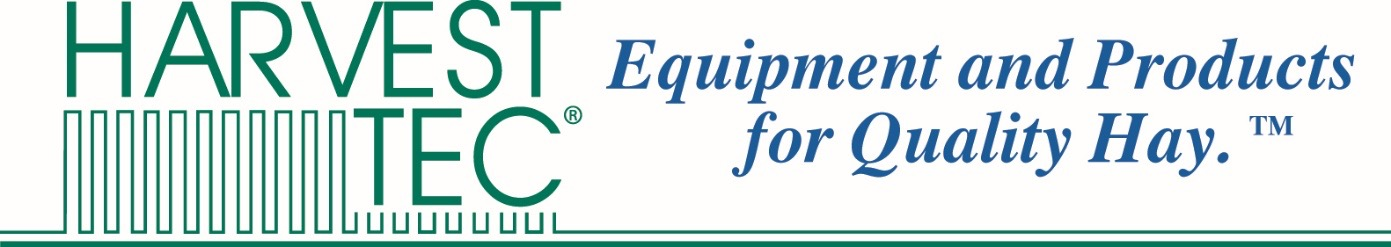 HARVEST
TEC®
Equipment and Products
for Quality Hay.™